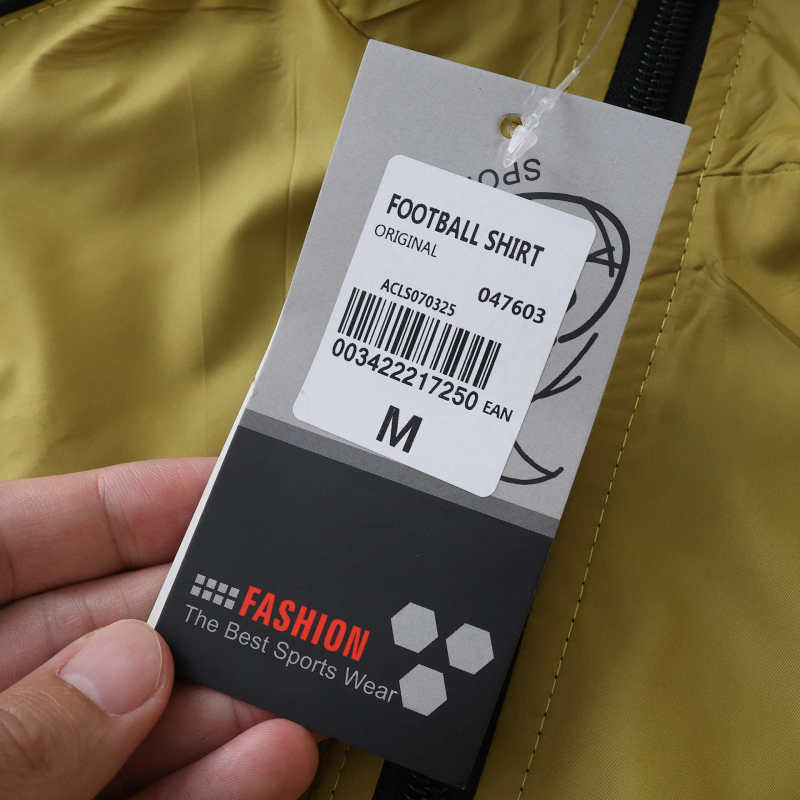 FOOTBALL SHIRT
ORIGINAL
ACLS070325 047603
003422217250 EAN
M
FASHION
The Best Sports Wear